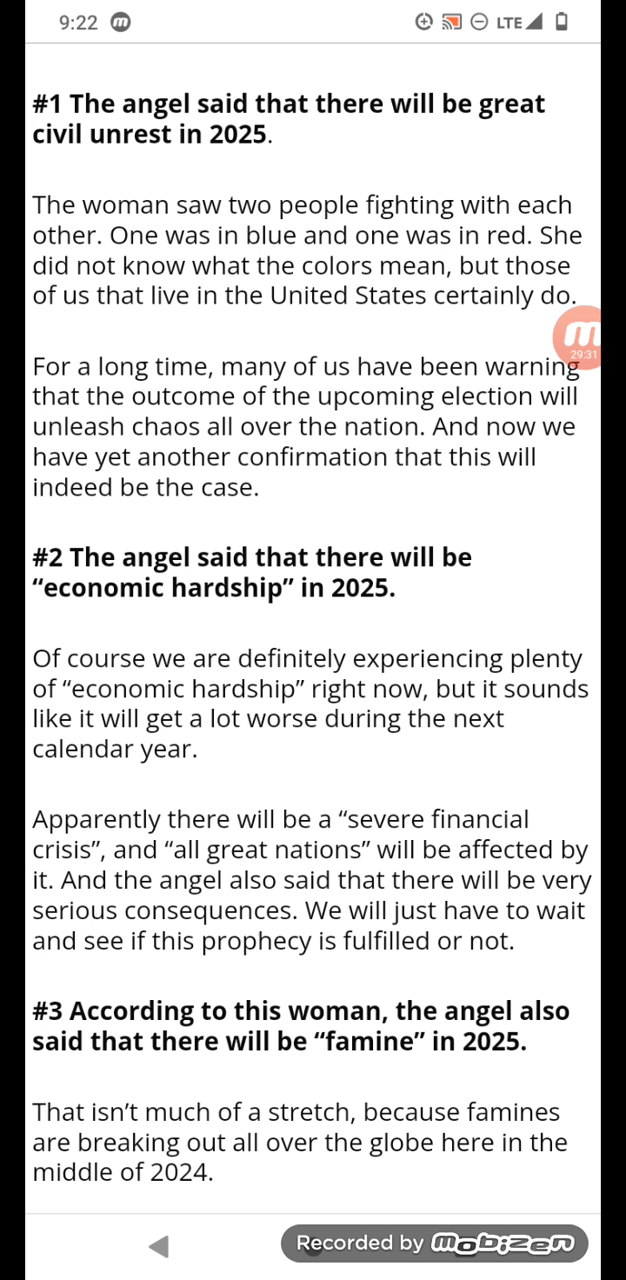 9:22 m LTE
#1 The angel said that there will be great
civil unrest in 2025.
The woman saw two people fighting with each
other. One was in blue and one was in red. She
did not know what the colors mean, but those
of us that live in the United States certainly do.
m
29:31
For a long time, many of us have been warning
that the outcome of the upcoming election will
unleash chaos all over the nation. And now we
have yet another confirmation that this will
indeed be the case.
#2 The angel said that there will be
“economic hardship” in 2025.
Of course we are definitely experiencing plenty
of “economic hardship” right now, but it sounds
like it will get a lot worse during the next
calendar year.
Apparently there will be a “severe financial
crisis”, and “all great nations” will be affected by
it. And the angel also said that there will be very
serious consequences. We will just have to wait
and see if this prophecy is fulfilled or not.
#3 According to this woman, the angel also
said that there will be “famine” in 2025.
That isn’t much of a stretch, because famines
are breaking out all over the globe here in the
middle of 2024.
Recorded by mobizen